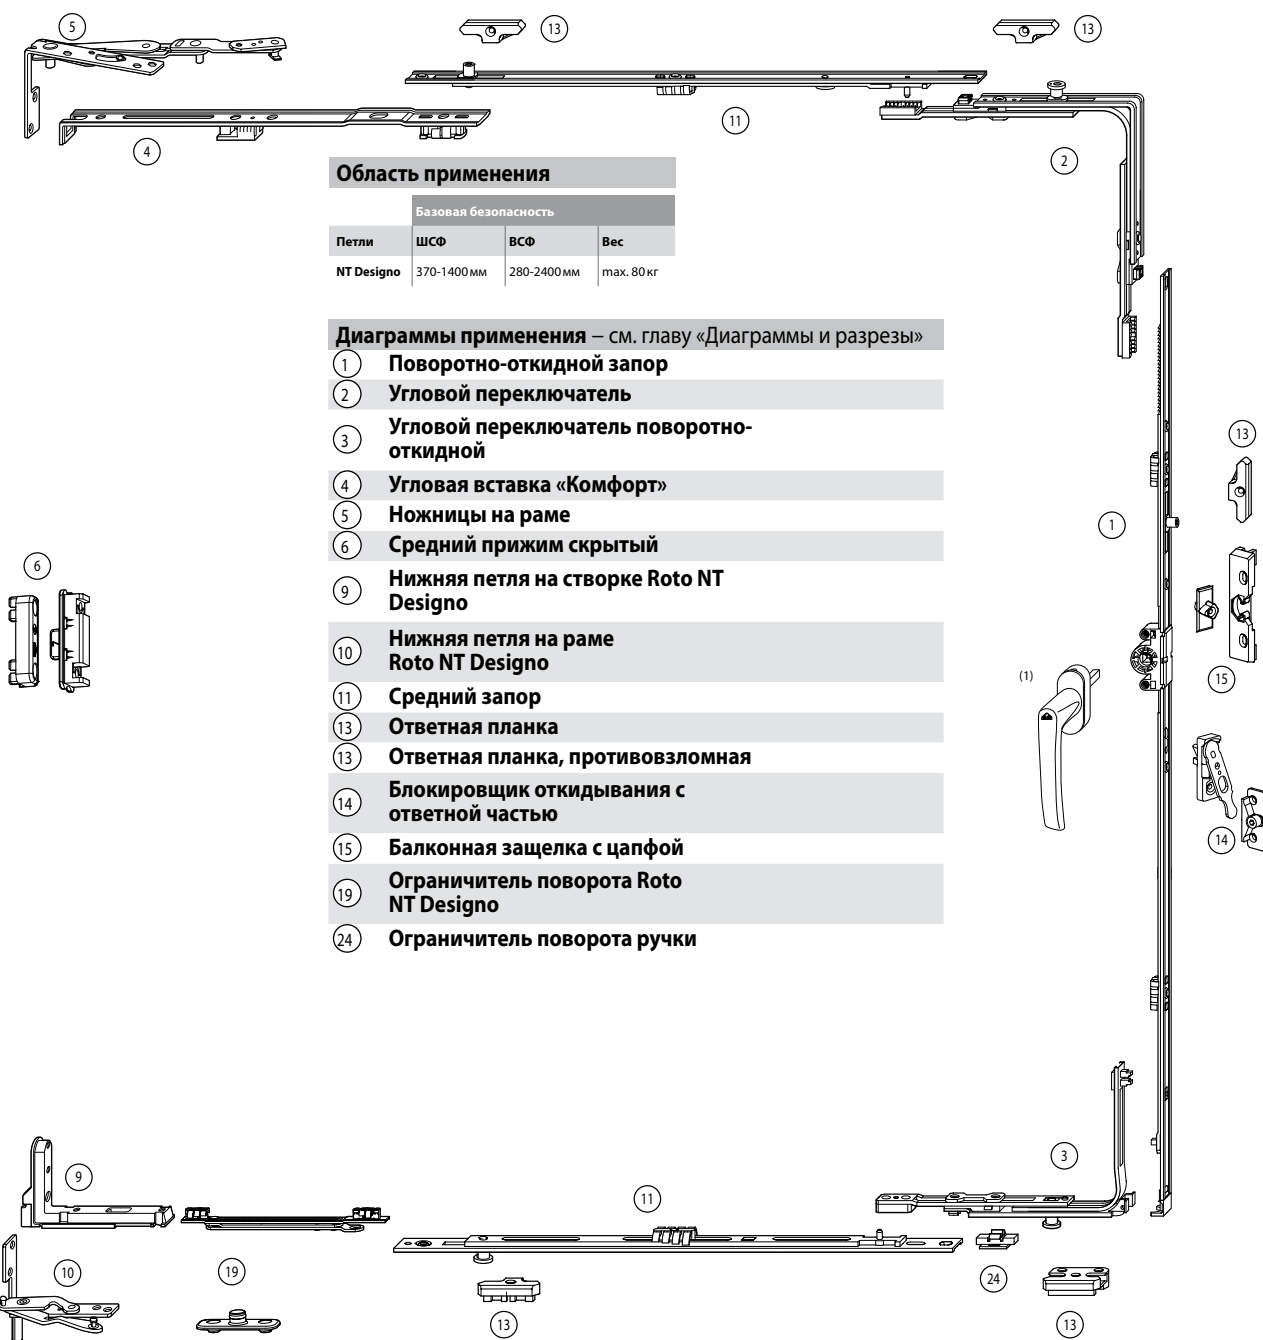 5
13
13
4
11
2
Область применения
Базовая безопасность
Петли ШСФ ВСФ Вес
NT Designo 370-1400 мм 280-2400 мм max. 80 кг
Диаграммы применения – см. главу «Диаграммы и разрезы»
1 Поворотно-откидной запор
2 Угловой переключатель
3 Угловой переключатель поворотно-
откидной
4 Угловая вставка «Комфорт»
5 Ножницы на раме
6 Средний прижим скрытый
9 Нижняя петля на створке Roto NT
Designo
10 Нижняя петля на раме
Roto NT Designo
11 Средний запор
13 Ответная планка
13 Ответная планка, противовзломная
14 Блокировщик откидывания с
ответной частью
15 Балконная защелка с цапфой
19 Ограничитель поворота Roto
NT Designo
24 Ограничитель поворота ручки
13
1
6
(1)
15
14
3
9
11
10
19
24
13
13